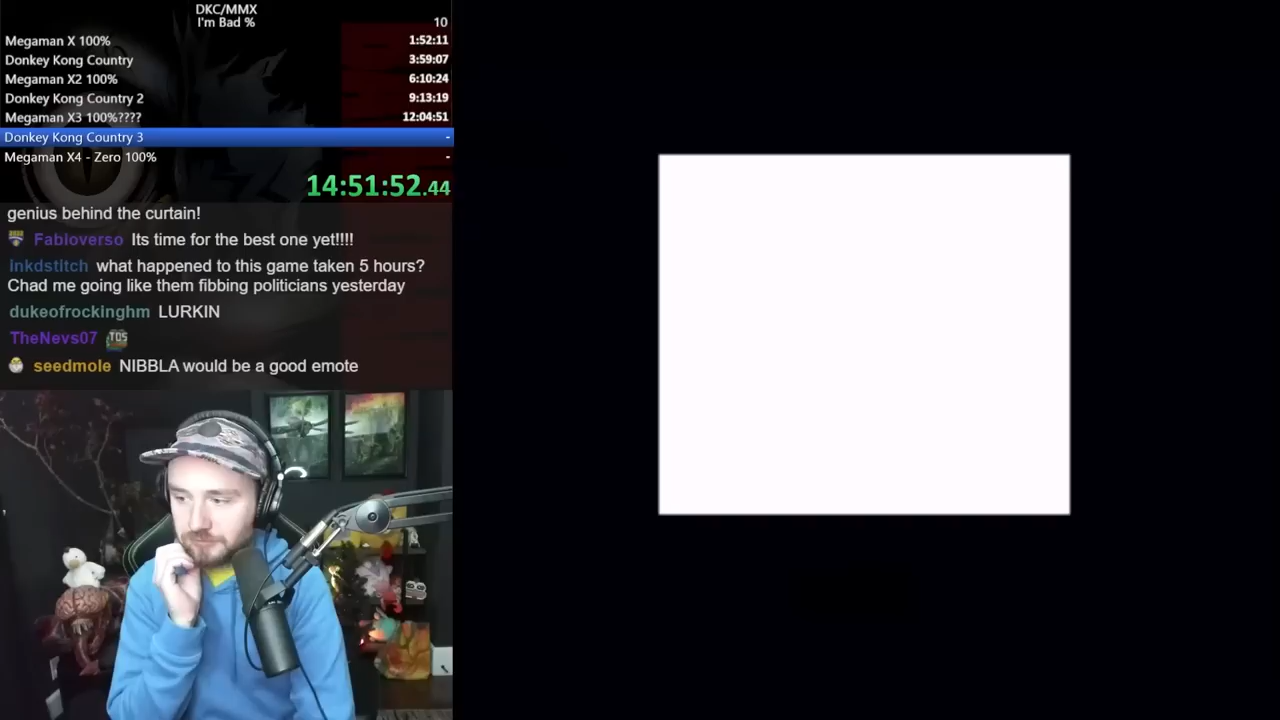 DKC/MMX
I'm Bad %
10
Megaman X 100% 1:52:11
Donkey Kong Country 3:59:07
Megaman X2 100% 6:10:24
Donkey Kong Country 2 9:13:19
Megaman X3 100%???? 12:04:51
Donkey Kong Country 3 -
Megaman X4 - Zero 100% -
14:51:52.44
genius behind the curtain!
Fabloverso Its time for the best one yet!!!!
inkdstitch what happened to this game taken 5 hours?
Chad me going like them fibbing politicians yesterday
dukeofrockinghm LURKIN
TheNevs07 TDS
seedmole NIBBLA would be a good emote